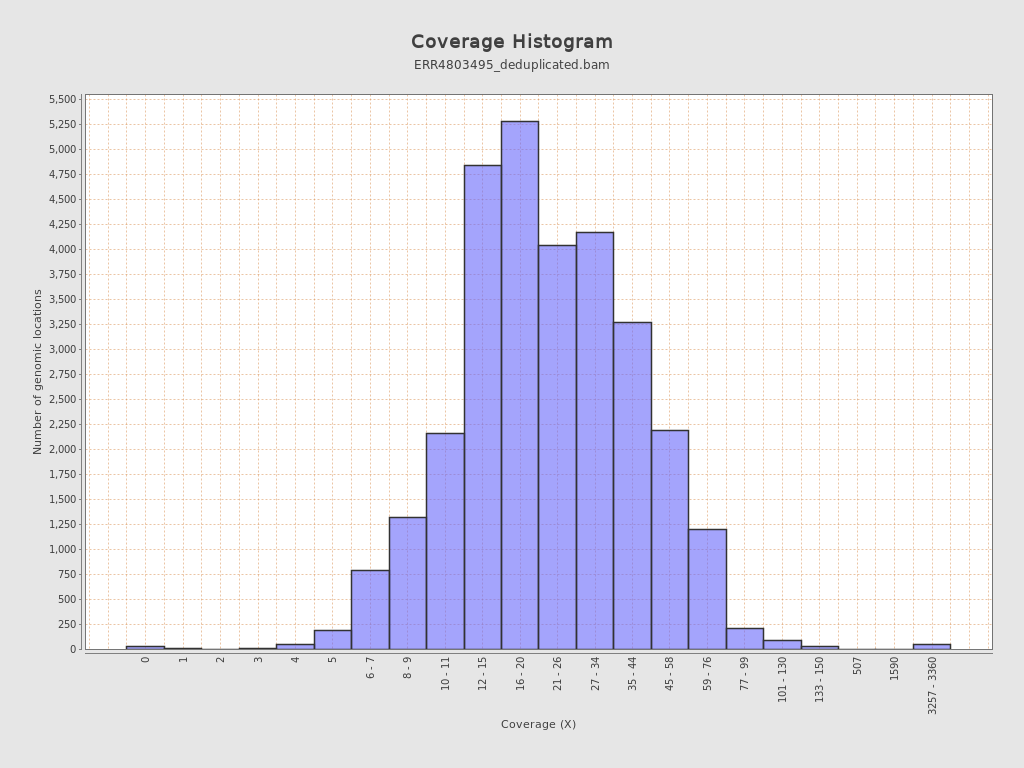 Coverage Histogram
ERR4803495_deduplicated.bam
5,500
5,250
5,000
4,750
4,500
4,250
4,000
3,750
3,500
3,250
3,000
2,750
2,500
2,250
2,000
1,750
1,500
1,250
1,000
750
500
250
0
Number of genomic locations
0
1
2
3
4
5
6 - 7
8 - 9
10 - 11
12 - 15
16 - 20
21 - 26
27 - 34
35 - 44
45 - 58
59 - 76
77 - 99
101 - 130
133 - 150
507
1590
3257 - 3360
Coverage (X)